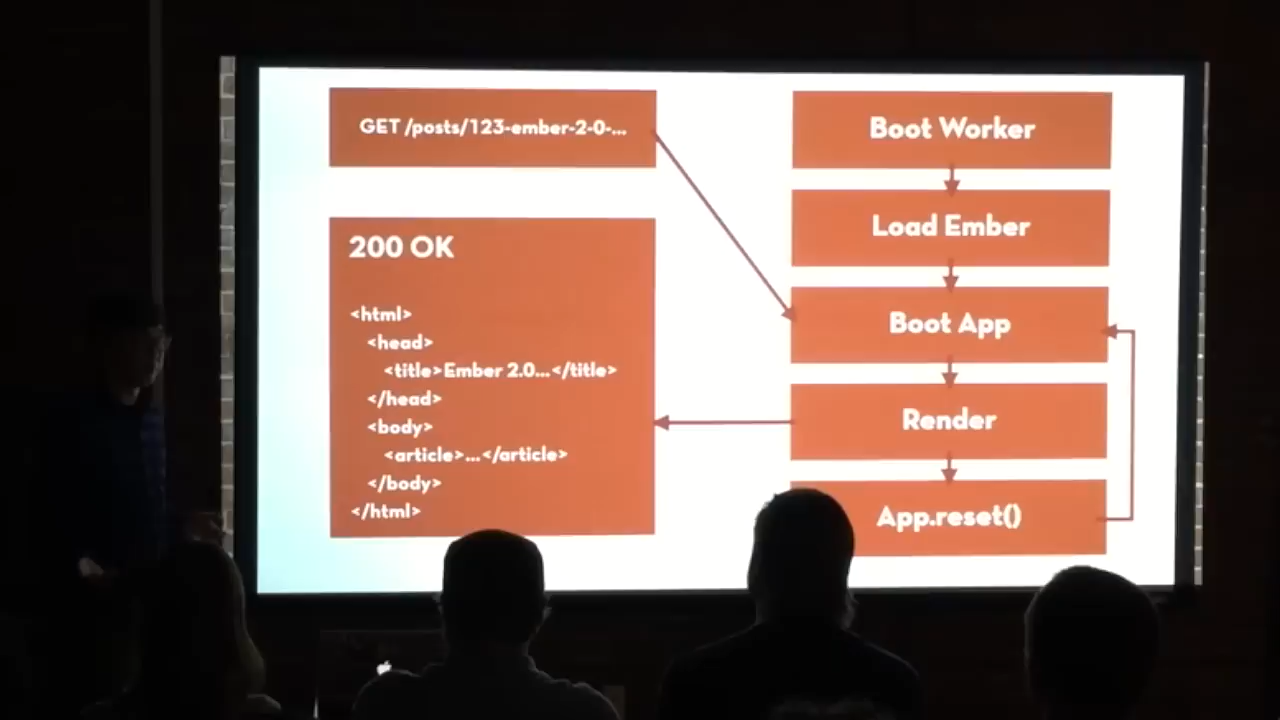 GET /posts/123-ember-2-0-...
200 OK
<html>
<head>
<title>Ember 2.0...</title>
</head>
<body>
<article>...</article>
</body>
</html>
Boot Worker
Load Ember
Boot App
Render
App.reset()